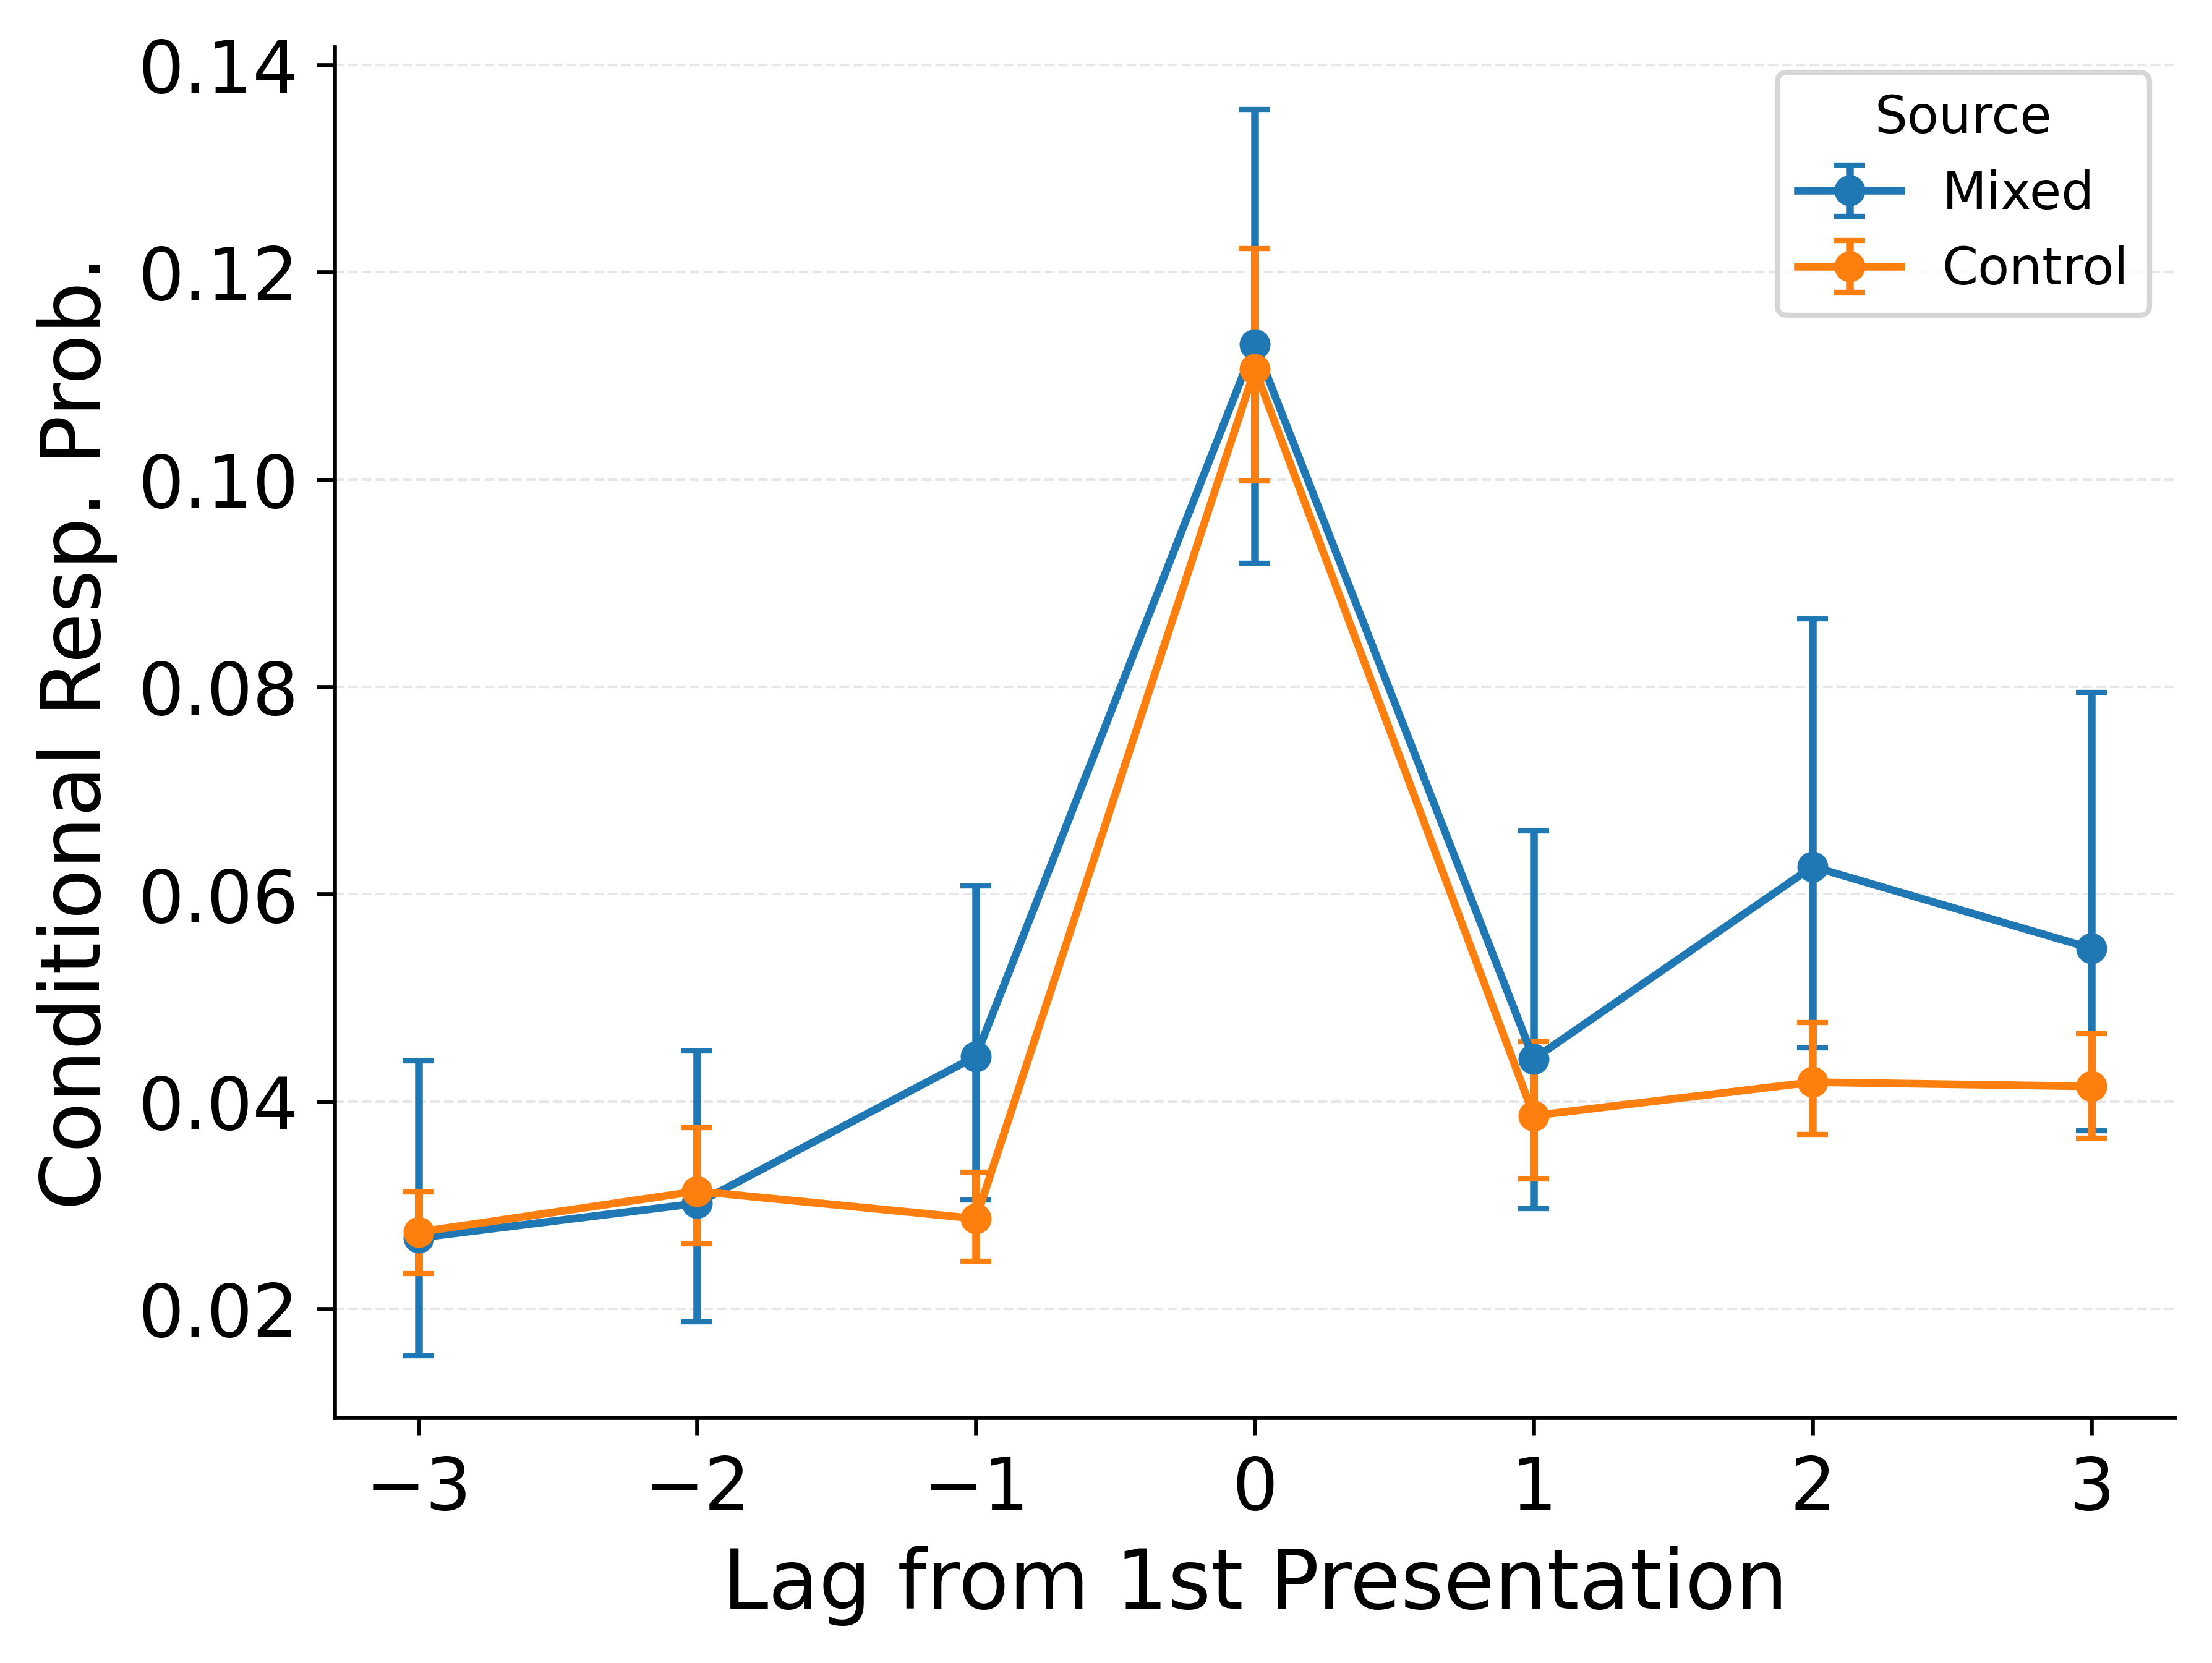 0.14
0.12
0.10
0.08
0.06
0.04
0.02
Conditional Resp. Prob.
Source
Mixed
Control
−3 −2 −1 0 1 2 3
Lag from 1st Presentation